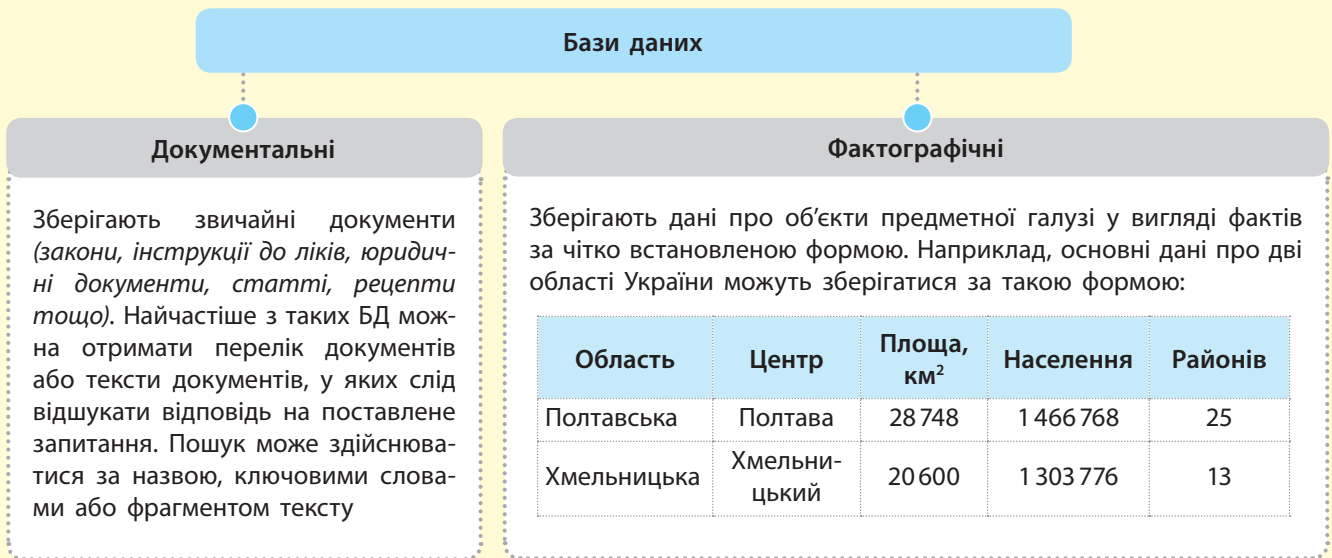 Бази даних
Документальні
Зберігають звичайні документи
(закони, інструкції до ліків, юридич-
ні документи, статті, рецепти
тощо). Найчастіше з таких БД мож-
на отримати перелік документів
або тексти документів, у яких слід
відшукати відповідь на поставлене
запитання. Пошук може здійснюва-
тися за назвою, ключовими слова-
ми або фрагментом тексту
Фактографічні
Зберігають дані про об’єкти предметної галузі у вигляді фактів
за чітко встановленою формою. Наприклад, основні дані про дві
області України можуть зберігатися за такою формою:
Область Центр Площа, км² Населення Районів
Полтавська Полтава 28 748 1 466 768 25
Хмельницька Хмельни-
цький 20 600 1 303 776 13